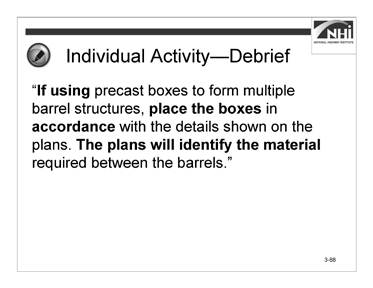 NHI
NATIONAL HIGHWAY INSTITUTE
Individual Activity—Debrief
“If using precast boxes to form multiple
barrel structures, place the boxes in
accordance with the details shown on the
plans. The plans will identify the material
required between the barrels.”
3-88